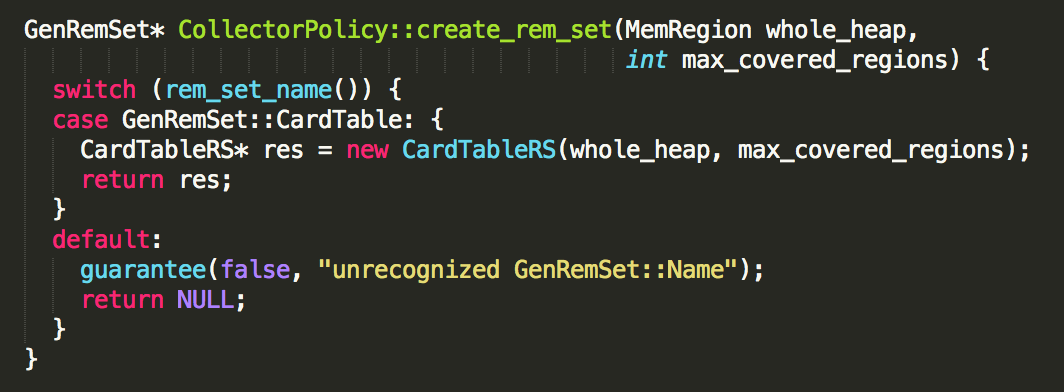 GenRemSet* CollectorPolicy::create_rem_set(MemRegion whole_heap,
                                           int max_covered_regions) {
  switch (rem_set_name()) {
  case GenRemSet::CardTable: {
    CardTableRS* res = new CardTableRS(whole_heap, max_covered_regions);
    return res;
  }
  default:
    guarantee(false, "unrecognized GenRemSet::Name");
    return NULL;
  }
}